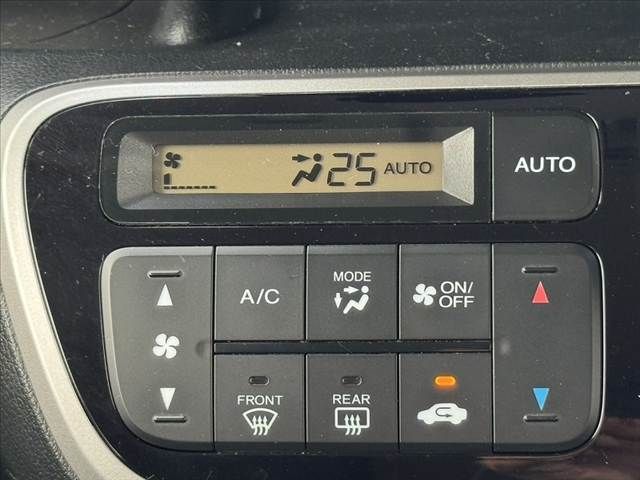 25 AUTO
AUTO
A/C
MODE
ON/
OFF
FRONT
REAR